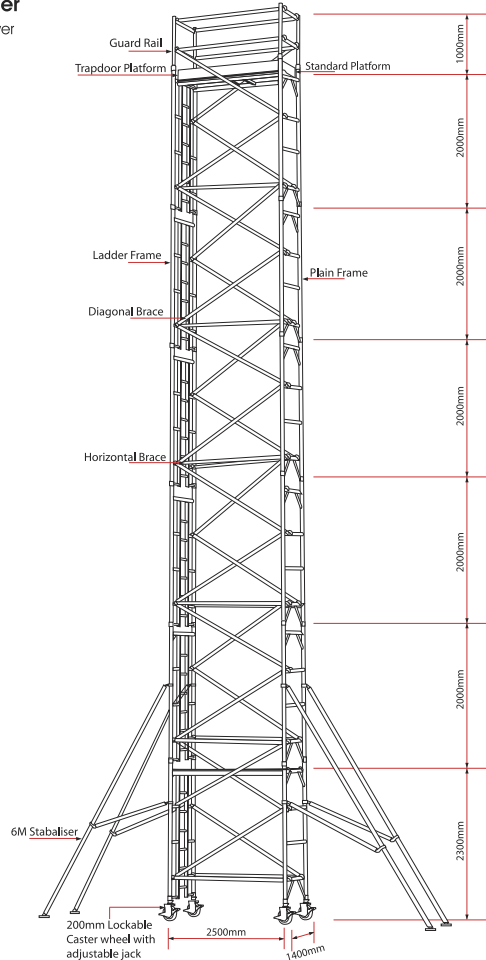 er
ver
Guard Rail
Trapdoor Platform
Standard Platform
1000mm
2000mm
2000mm
Ladder Frame
Plain Frame
Diagonal Brace
2000mm
Horizontal Brace
2000mm
2000mm
6M Stabaliser
2300mm
200mm Lockable
Caster wheel with
adjustable jack
2500mm
1400mm